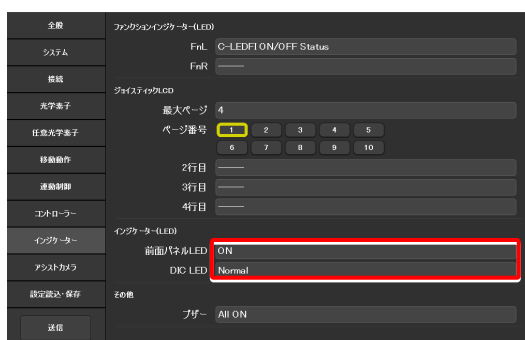 全般
システム
接続
光学素子
任意光学素子
移動動作
連動制御
コントローラー
インジケーター
アシストカメラ
設定読込・保存
送信
ファンクションインジケーター(LED)
FnL C-LEDFI ON/OFF Status
FnR ――
ジョイスティックLCD
最大ページ 4
ページ番号 1 2 3 4 5
6 7 8 9 10
2行目 ――
3行目 ――
4行目 ――
インジケーター(LED)
前面パネルLED ON
DIC LED Normal
その他
ブザー All ON